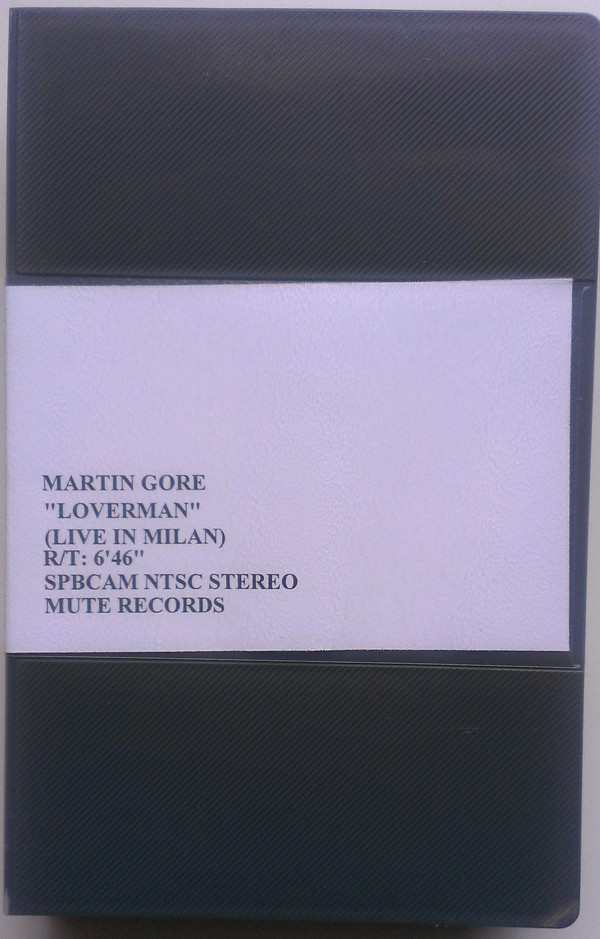 MARTIN GORE
"LOVERMAN"
(LIVE IN MILAN)
R/T: 6'46"
SPBCAM NTSC STEREO
MUTE RECORDS